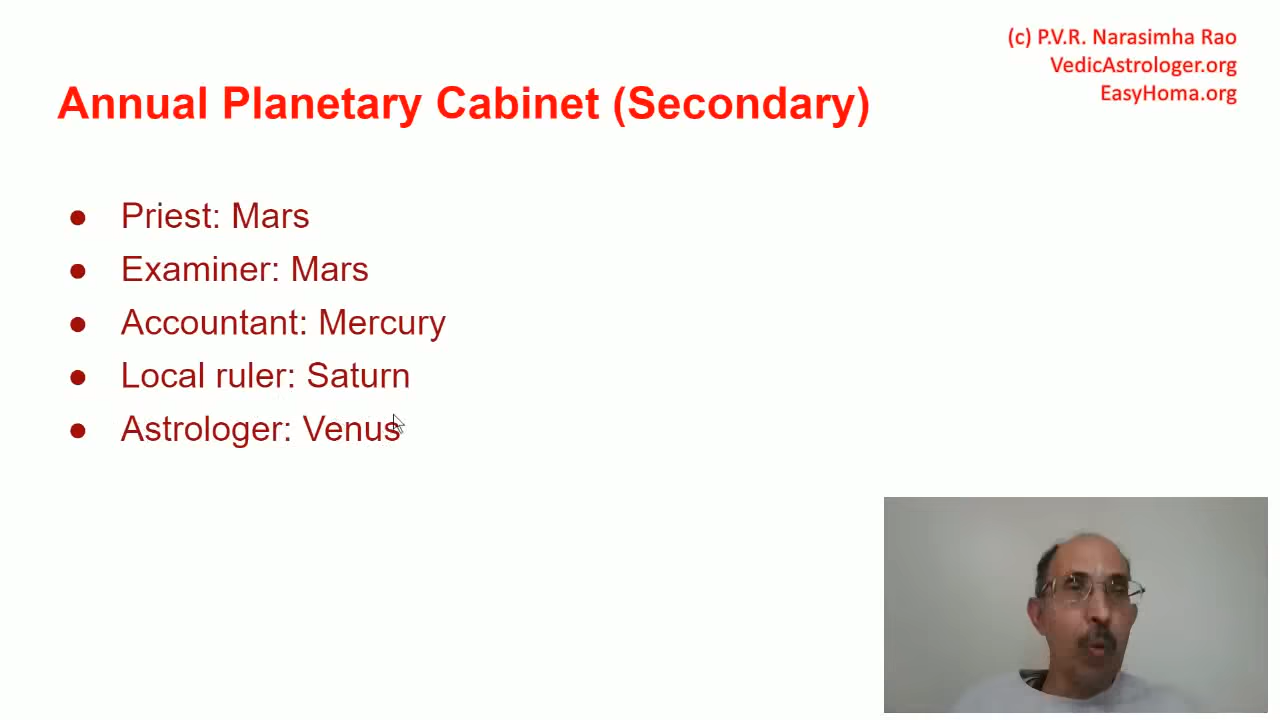 (c) P.V.R. Narasimha Rao
VedicAstrologer.org
EasyHoma.org
Annual Planetary Cabinet (Secondary)
● Priest: Mars
● Examiner: Mars
● Accountant: Mercury
● Local ruler: Saturn
● Astrologer: Venus